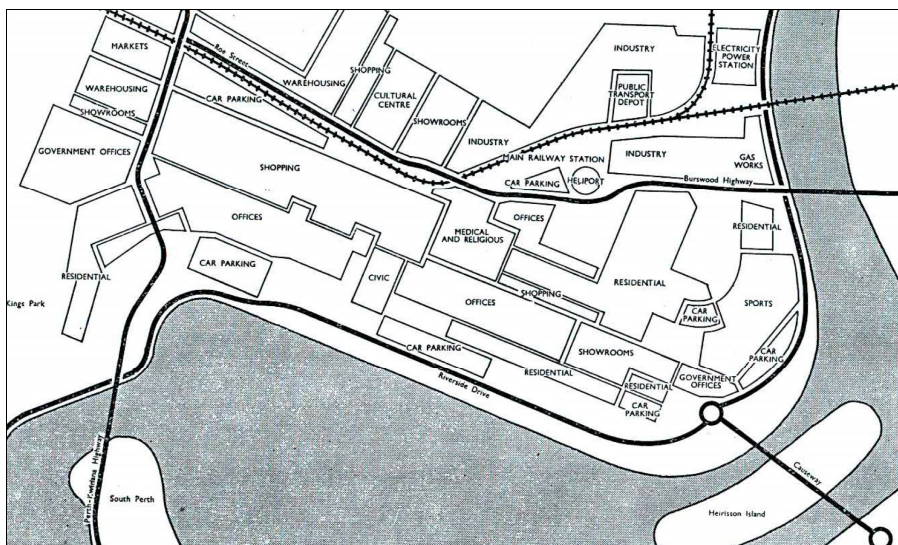 MARKETS
Roe Street
WAREHOUSING
SHOWROOMS
GOVERNMENT OFFICES
CAR PARKING
WAREHOUSING
SHOPPING
CULTURAL
CENTRE
SHOWROOMS
INDUSTRY
INDUSTRY
PUBLIC
TRANSPORT
DEPOT
ELECTRICITY
POWER
STATION
MAIN RAILWAY STATION
INDUSTRY
GAS
WORKS
CAR PARKING
HELIPORT
Burswood Highway
SHOPPING
OFFICES
MEDICAL
AND RELIGIOUS
OFFICES
RESIDENTIAL
RESIDENTIAL
Kings Park
CAR PARKING
CIVIC
OFFICES
SHOPPING
RESIDENTIAL
CAR
PARKING
SPORTS
CAR
PARKING
CAR PARKING
RESIDENTIAL
SHOWROOMS
RESIDENTIAL
GOVERNMENT
OFFICES
CAR
PARKING
Riverside Drive
Perth-Kwinana Highway
South Perth
Causeway
Heirisson Island